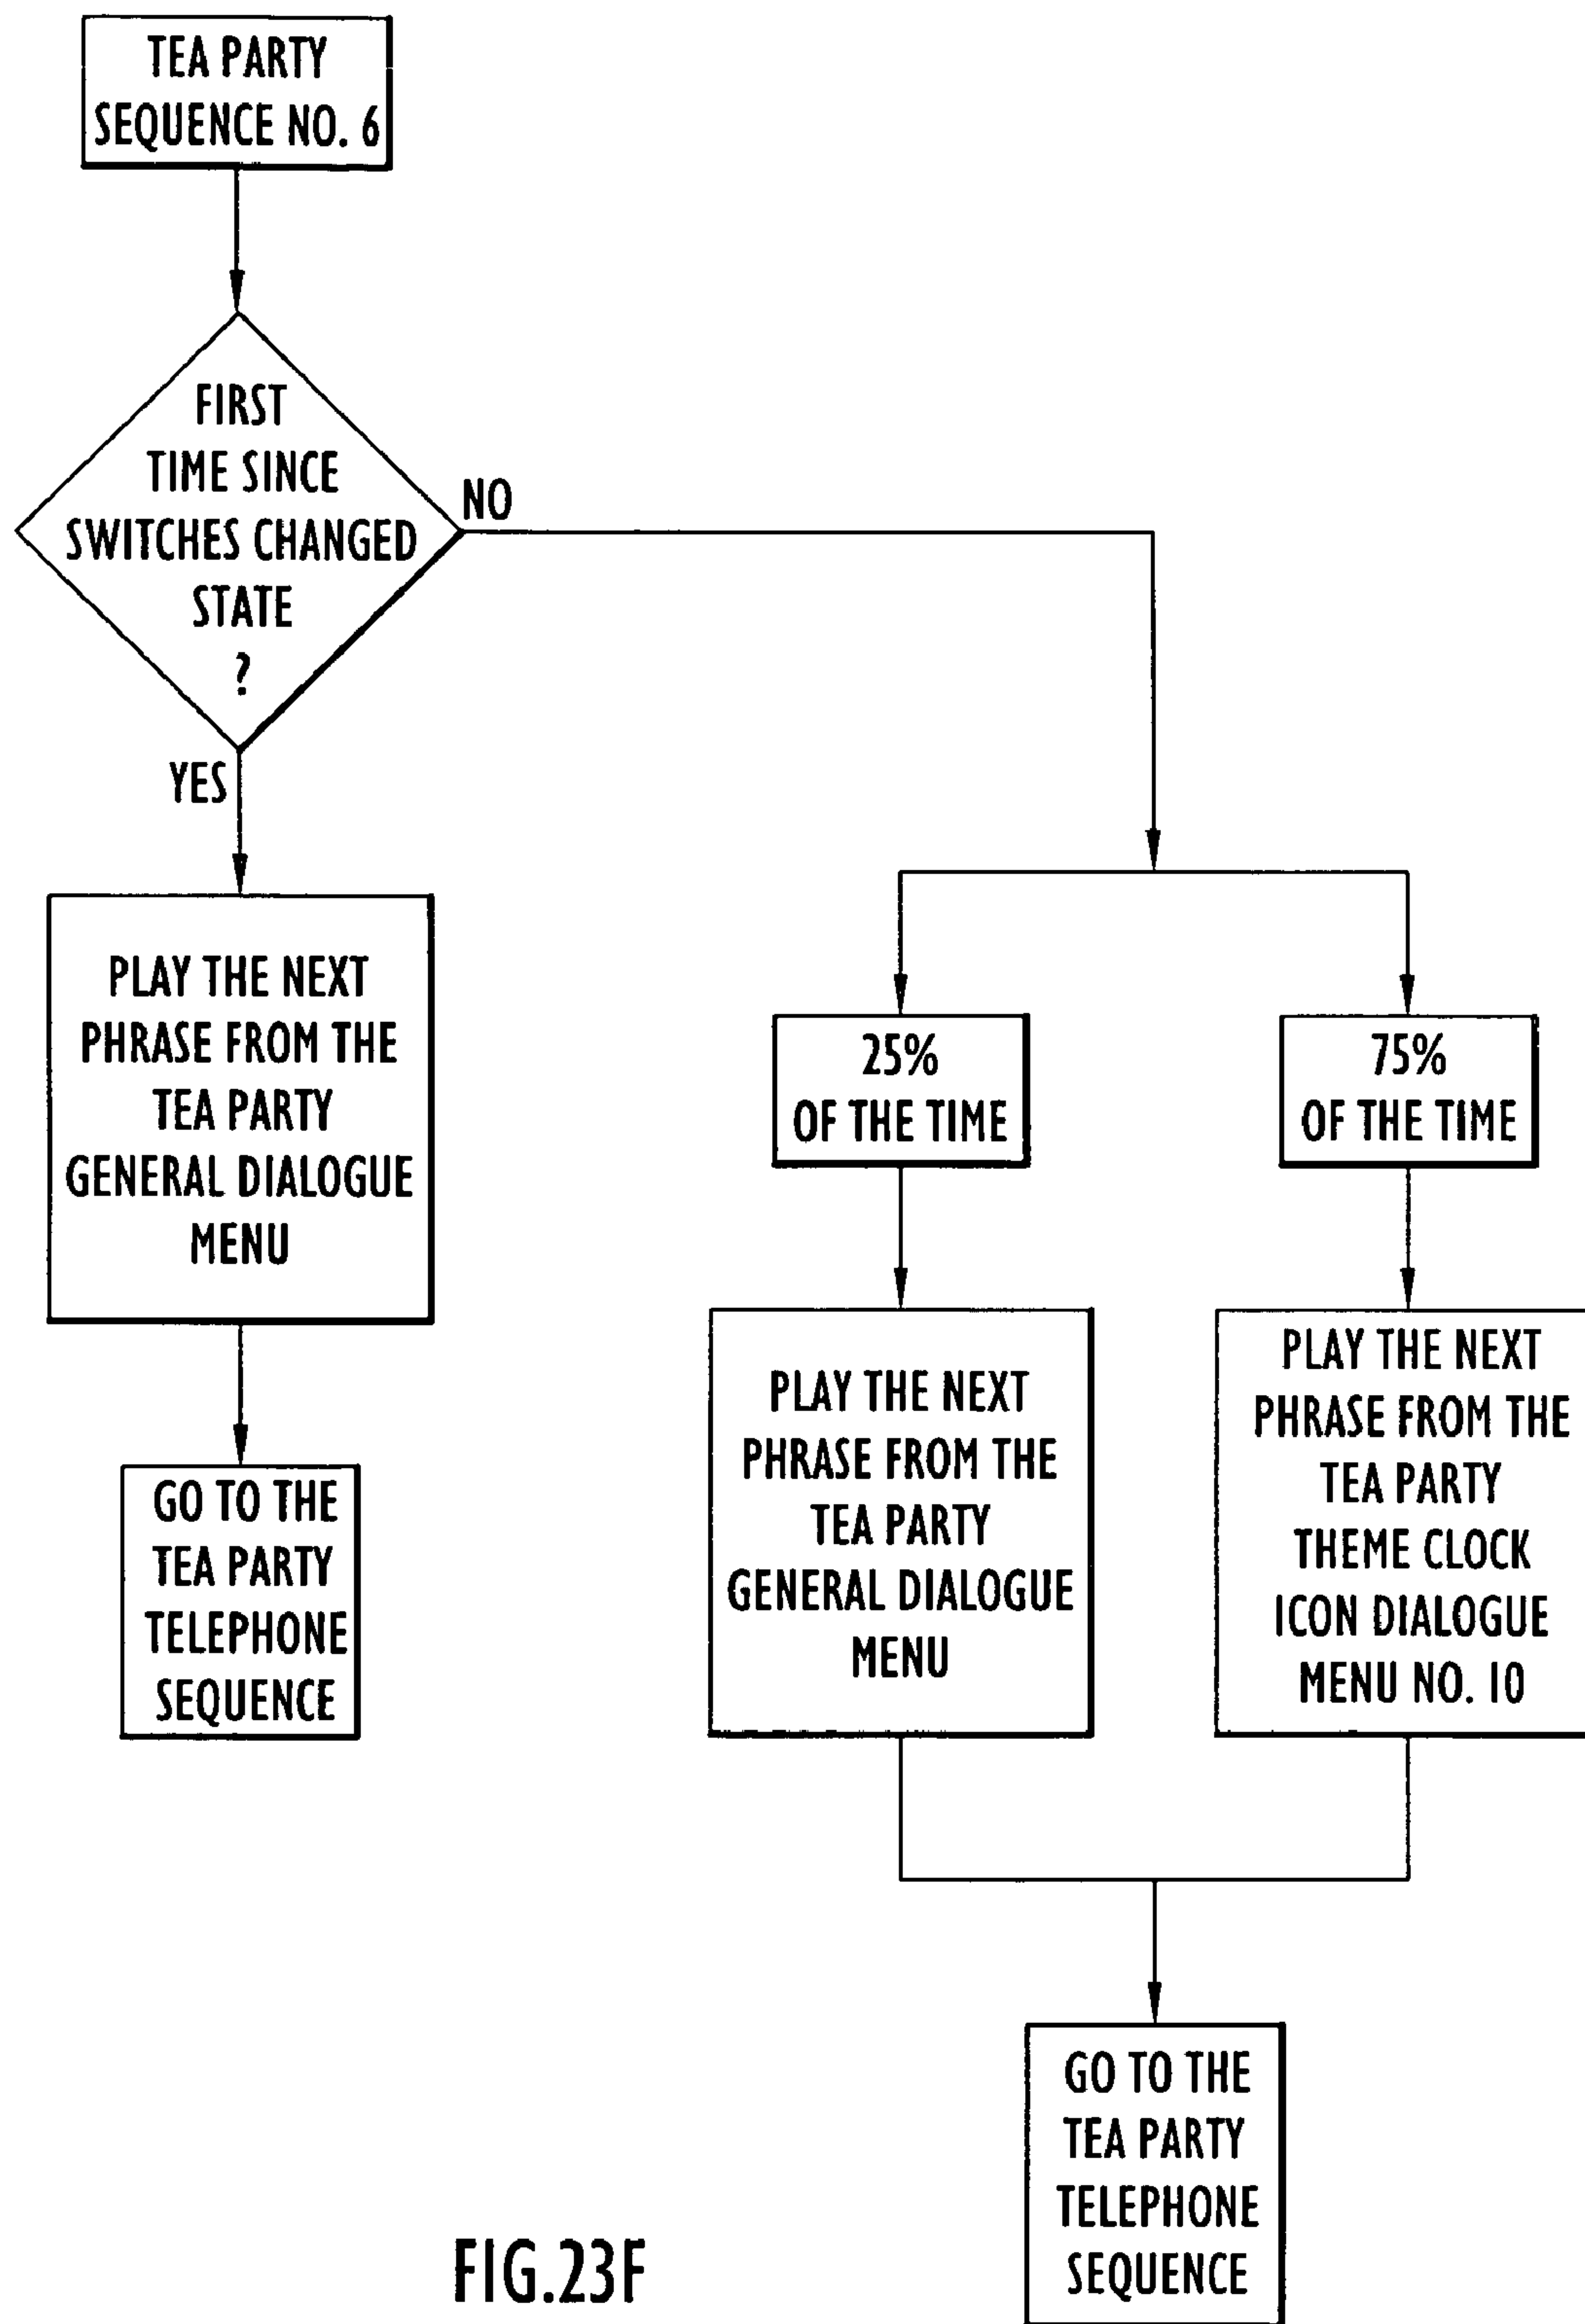 TEA PARTY
SEQUENCE NO. 6
FIRST
TIME SINCE
SWITCHES CHANGED
STATE
?
NO
YES
PLAY THE NEXT
PHRASE FROM THE
TEA PARTY
GENERAL DIALOGUE
MENU
GO TO THE
TEA PARTY
TELEPHONE
SEQUENCE
25%
OF THE TIME
75%
OF THE TIME
PLAY THE NEXT
PHRASE FROM THE
TEA PARTY
GENERAL DIALOGUE
MENU
PLAY THE NEXT
PHRASE FROM THE
TEA PARTY
THEME CLOCK
ICON DIALOGUE
MENU NO. 10
GO TO THE
TEA PARTY
TELEPHONE
SEQUENCE
FIG.23F